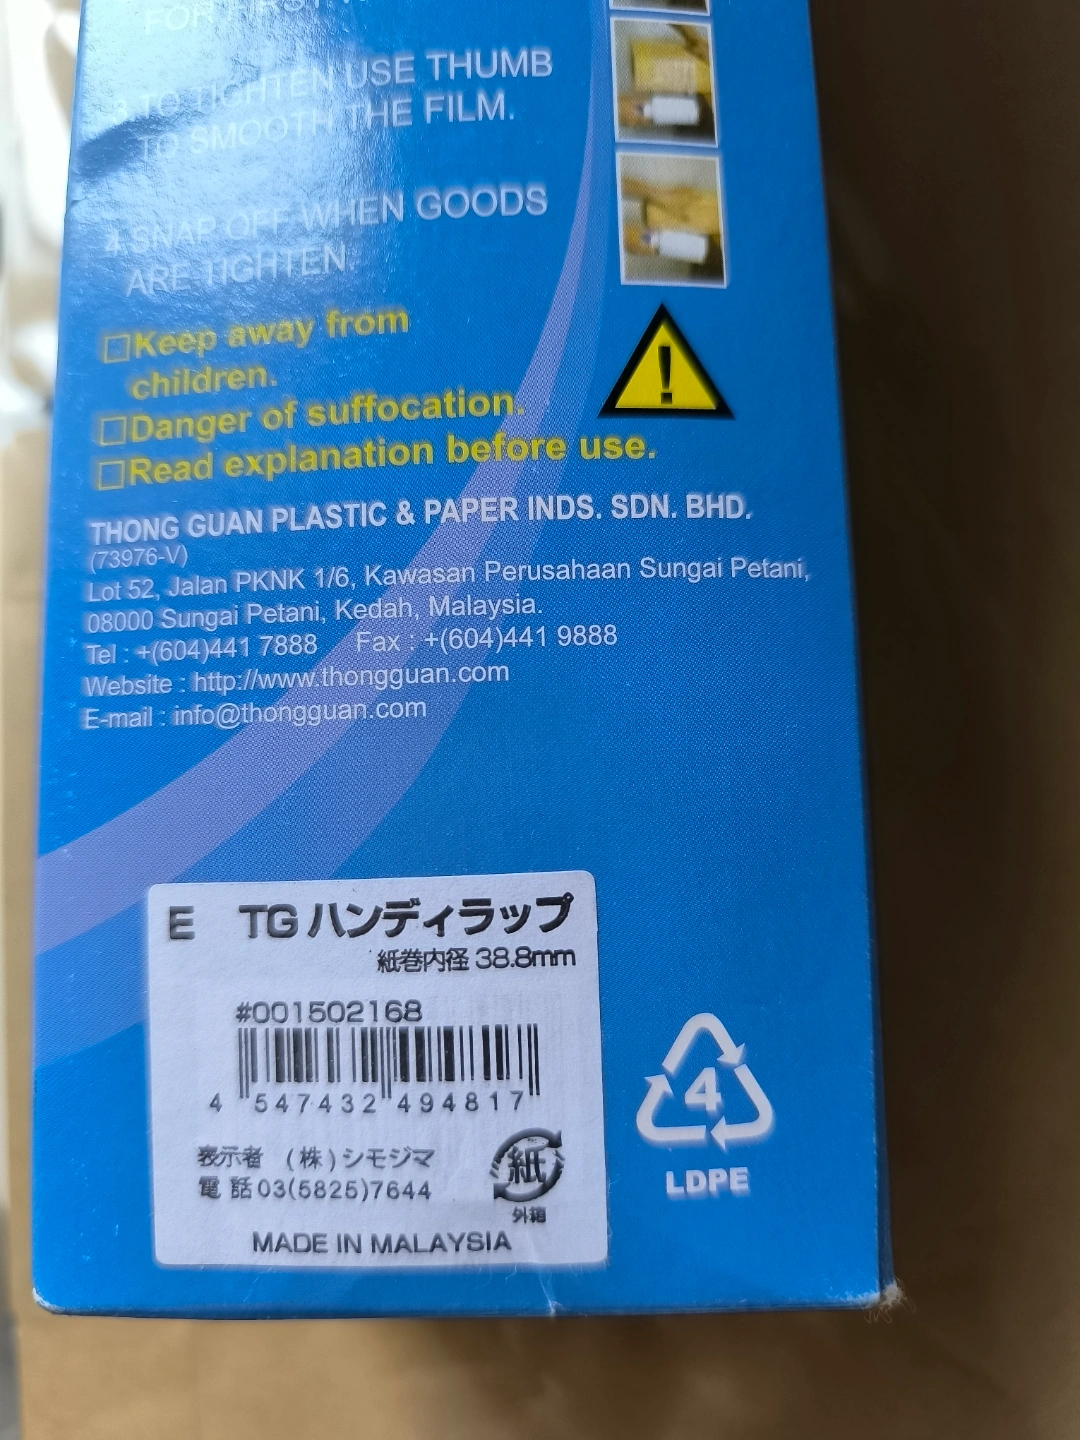 FOR FIRST
3.TO TIGHTEN USE THUMB
TO SMOOTH THE FILM.
4.SNAP OFF WHEN GOODS
ARE TIGHTEN.
□Keep away from
children.
□Danger of suffocation.
□Read explanation before use.
THONG GUAN PLASTIC & PAPER INDS. SDN. BHD.
(73976-V)
Lot 52, Jalan PKNK 1/6, Kawasan Perusahaan Sungai Petani,
08000 Sungai Petani, Kedah, Malaysia.
Tel : +(604)441 7888 Fax : +(604)441 9888
Website : http://www.thongguan.com
E-mail : info@thongguan.com
E TGハンディラップ
紙巻内径 38.8mm
#001502168
4 547432 494817
表示者 (株)シモジマ
電話03(5825)7644
紙
外箱
MADE IN MALAYSIA
4
LDPE